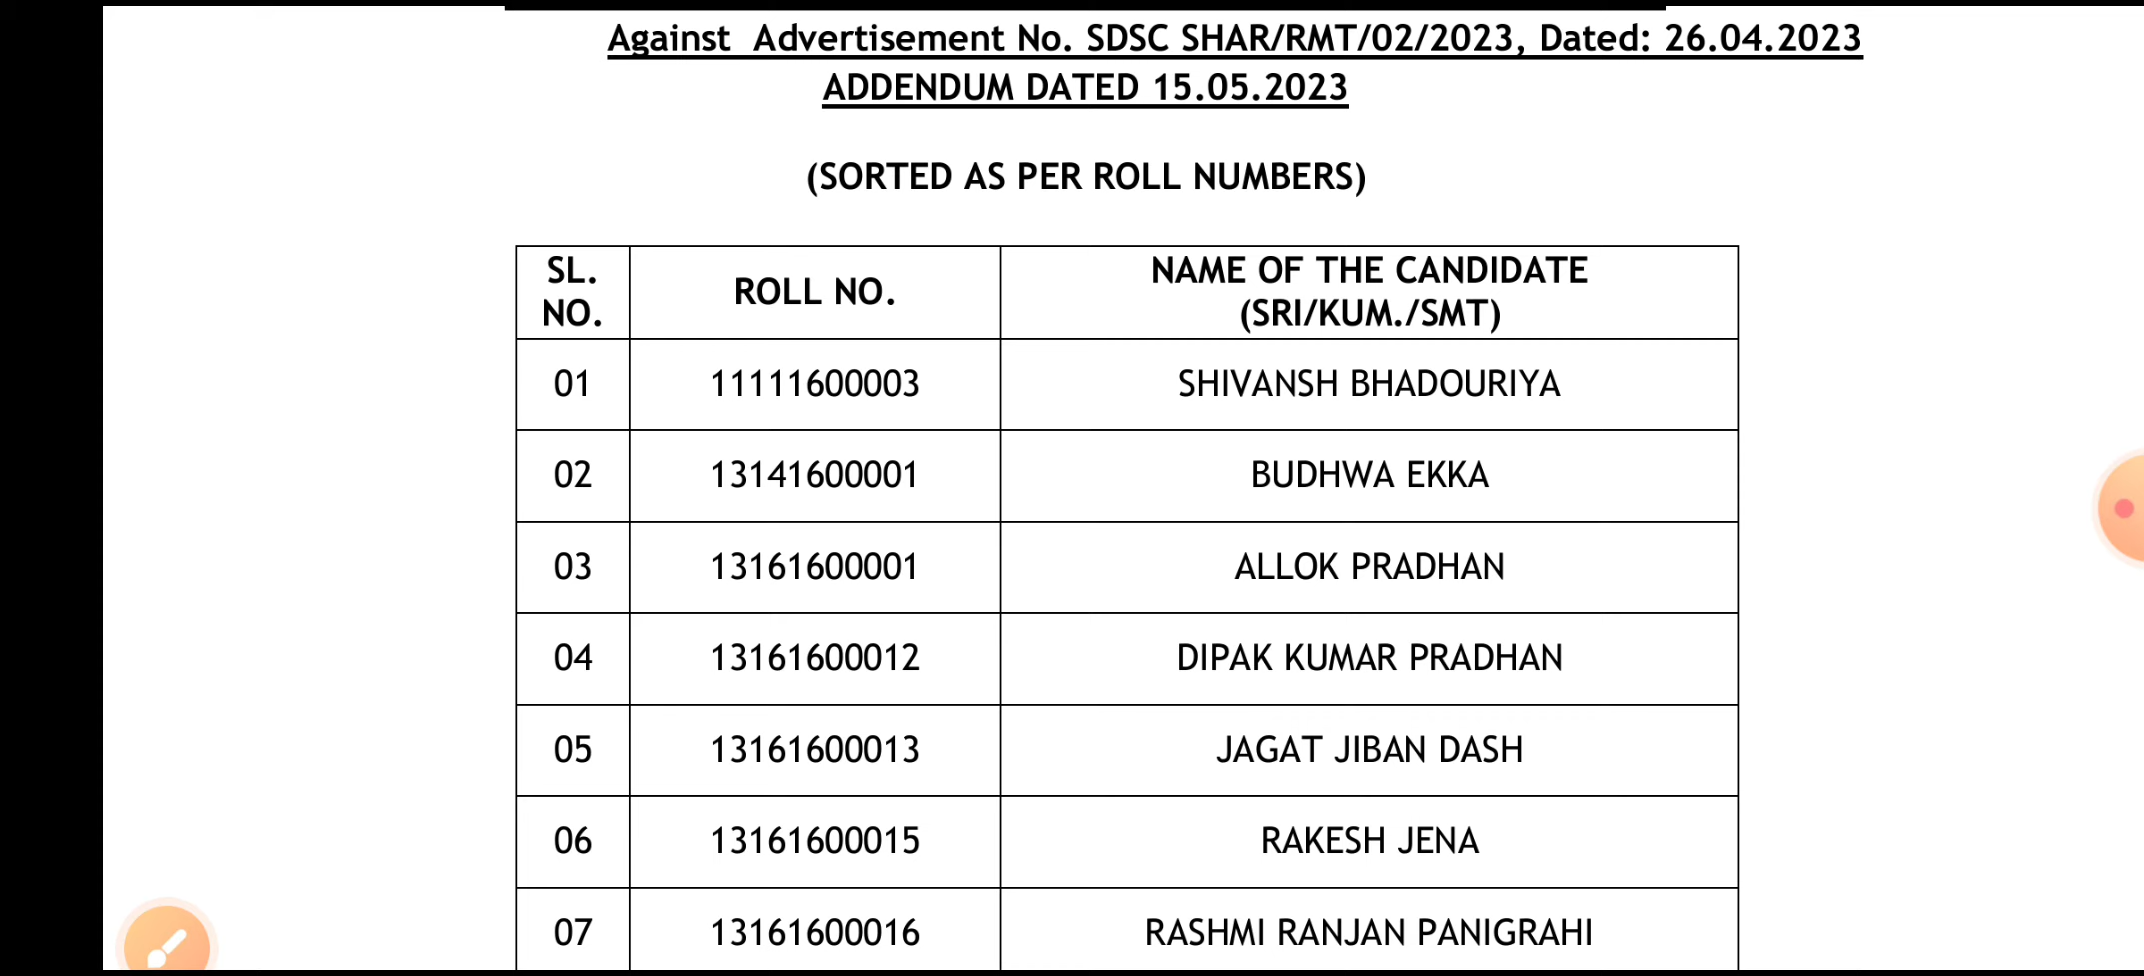 Against Advertisement No. SDSC SHAR/RMT/02/2023, Dated: 26.04.2023
ADDENDUM DATED 15.05.2023
(SORTED AS PER ROLL NUMBERS)
SL. NO. ROLL NO. NAME OF THE CANDIDATE (SRI/KUM./SMT)
01 11111600003 SHIVANSH BHADOURIYA
02 13141600001 BUDHWA EKKA
03 13161600001 ALLOK PRADHAN
04 13161600012 DIPAK KUMAR PRADHAN
05 13161600013 JAGAT JIBAN DASH
06 13161600015 RAKESH JENA
07 13161600016 RASHMI RANJAN PANIGRAHI